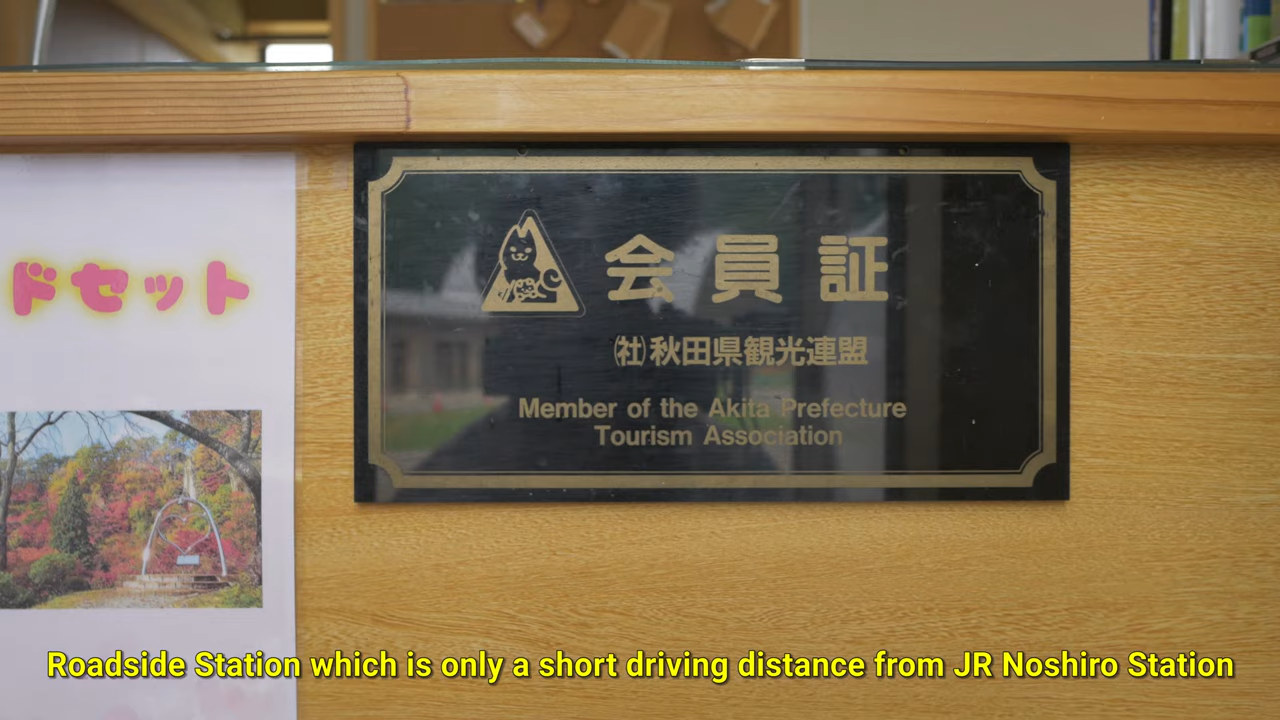 ドセット
会員証
㈳秋田県観光連盟
Member of the Akita Prefecture
Tourism Association
Roadside Station which is only a short driving distance from JR Noshiro Station